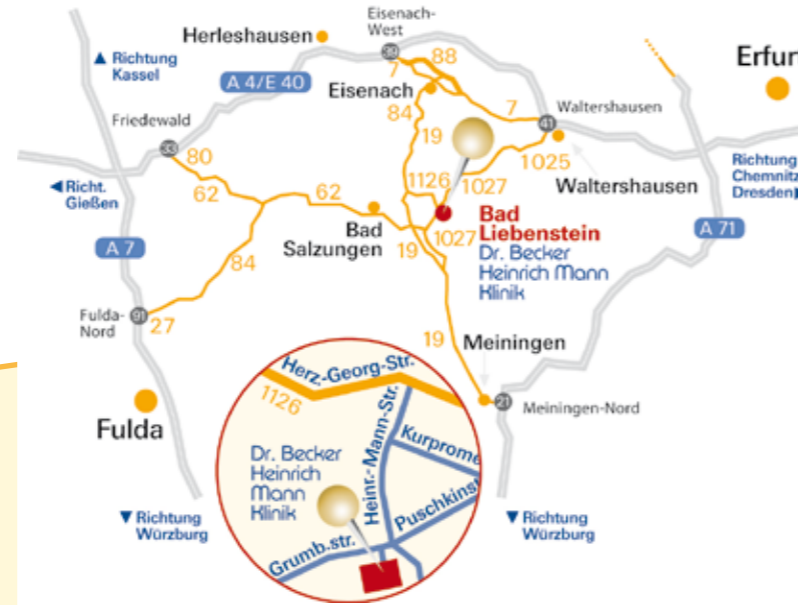 Eisenach-
West
Herleshausen
39
88
7
Erfur
Richtung
Kassel
A 4/E 40
Eisenach
84
7
Waltershausen
Friedewald
41
19
33
80
1025
Richt.
Gießen
62
62
1126
1027
Waltershausen
Richtung
Chemnitz
Dresden
Bad
Salzungen
Bad
Liebenstein
Dr. Becker
Heinrich Mann
Klinik
A 71
A 7
84
19
1027
Fulda-
Nord
91
27
19
Meiningen
21
Meiningen-Nord
Fulda
Herz.-Georg-Str.
1126
Heinr.-Mann-Str.
Kurprome
Dr. Becker
Heinrich
Mann
Klinik
Puschkins
Grumb.str.
Richtung
Würzburg
Richtung
Würzburg